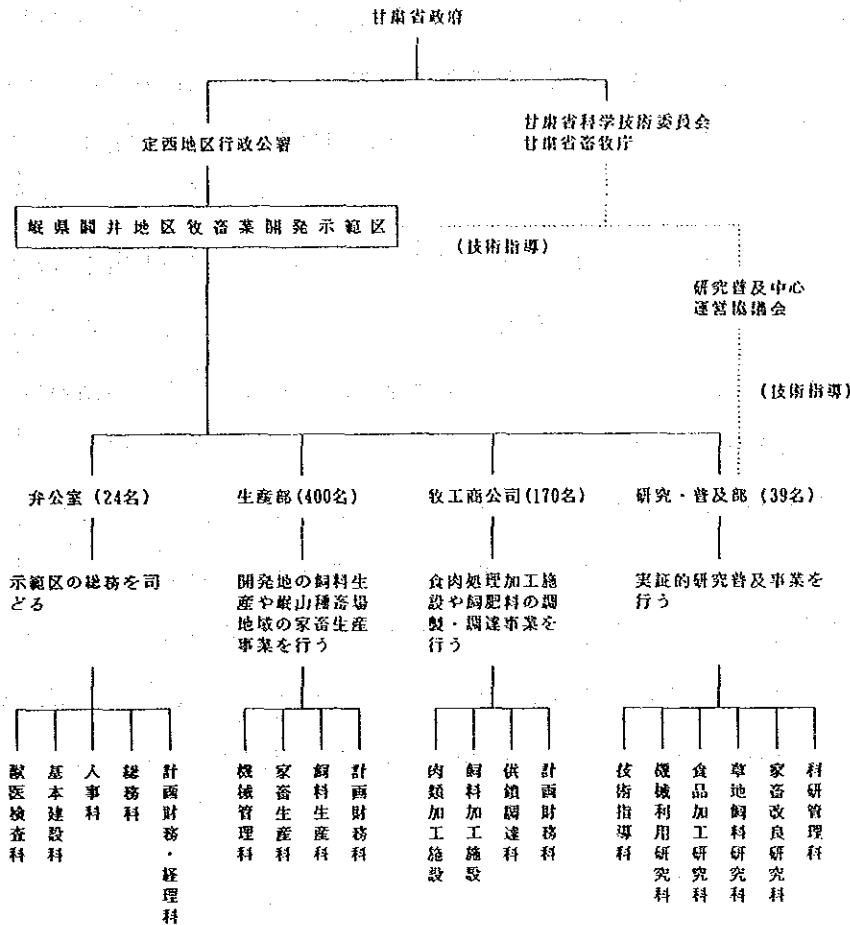 甘粛省政府
定西地区行政公署
甘粛省科学技術委員会
甘粛省畜牧庁
岷県閭井地区牧畜業開発示範区
(技術指導)
研究普及中心
運営協議会
(技術指導)
弁公室 (24名)
生産部 (400名)
牧工商公司 (170名)
研究・普及部 (39名)
示範区の総務を司
どる
開発地の飼料生
産や岷山種畜場
地域の家畜生産
事業を行う
食肉処理加工施
設や飼肥料の調
製・調達事業を
行う
実証的研究普及事業を
行う
獣医検査科
基本建設科
人事科
総務科
計画財務・経理科
機械管理科
家畜生産科
飼料生産科
計画財務科
肉類加工施設
飼料加工施設
供銷調達科
計画財務科
技術指導科
機械利用研究科
食品加工研究科
草地飼料研究科
家畜改良研究科
科研管理科